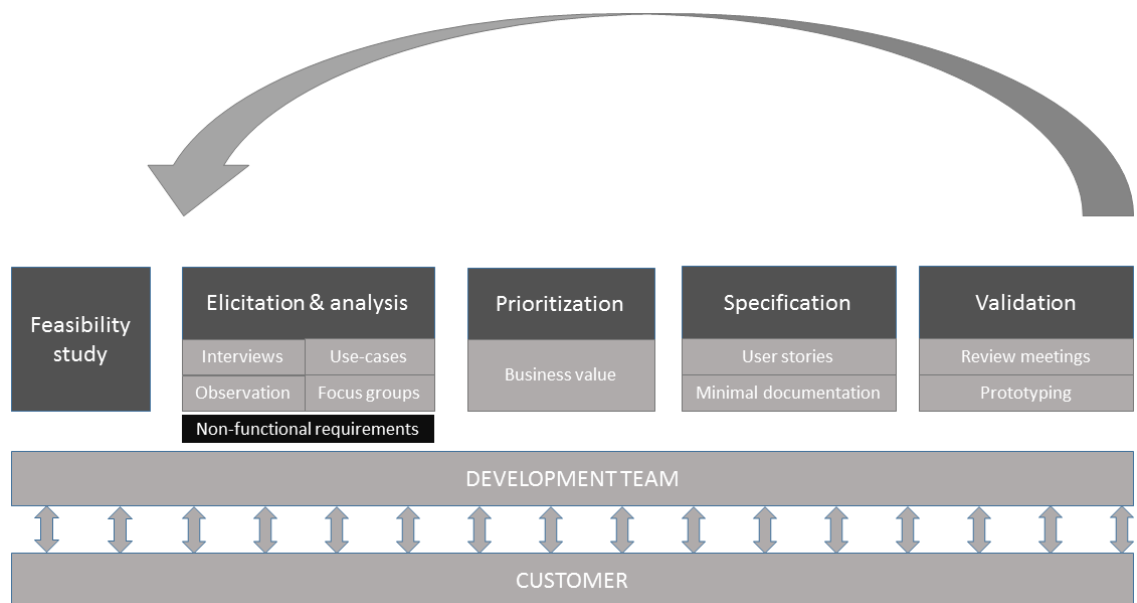 Feasibility
study
Elicitation & analysis
Interviews
Use-cases
Observation
Focus groups
Non-functional requirements
Prioritization
Business value
Specification
User stories
Minimal documentation
Validation
Review meetings
Prototyping
DEVELOPMENT TEAM
CUSTOMER